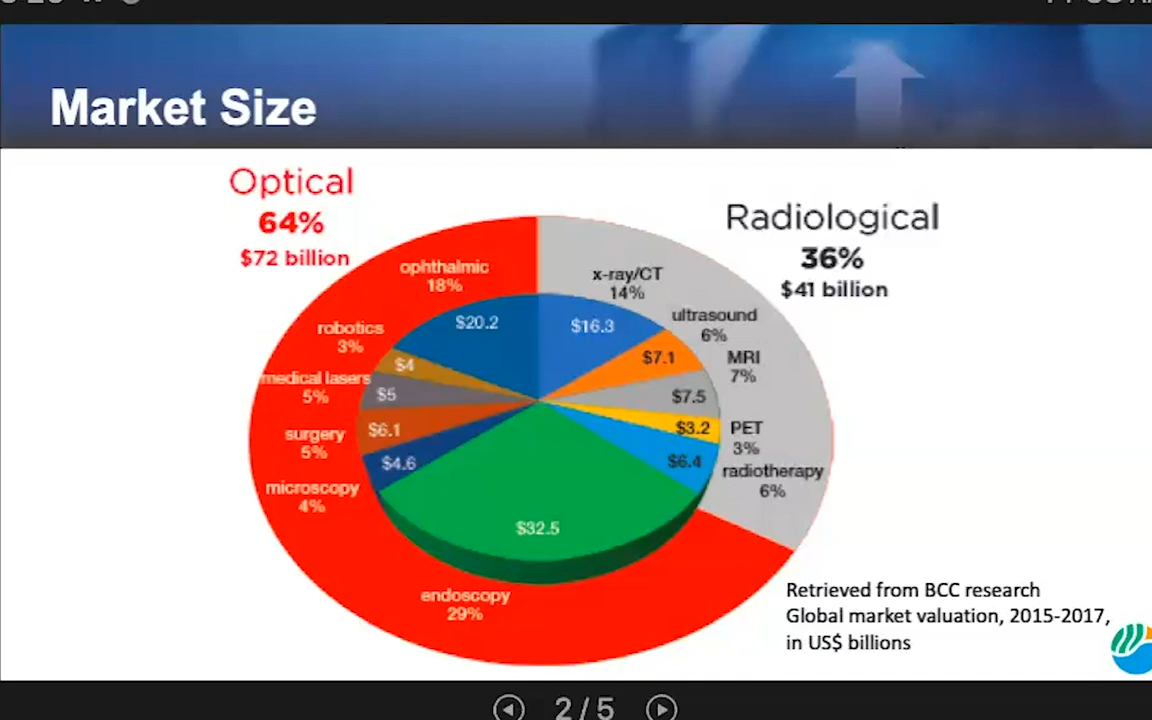 Market Size
Optical
64%
$72 billion
Radiological
36%
$41 billion
ophthalmic
18%
x-ray/CT
14%
ultrasound
6%
robotics
3%
MRI
7%
medical lasers
5%
PET
3%
surgery
5%
radiotherapy
6%
microscopy
4%
endoscopy
29%
$20.2
$16.3
$7.1
$4
$7.5
$5
$3.2
$6.1
$6.4
$4.6
$32.5
Retrieved from BCC research
Global market valuation, 2015-2017,
in US$ billions
2/5